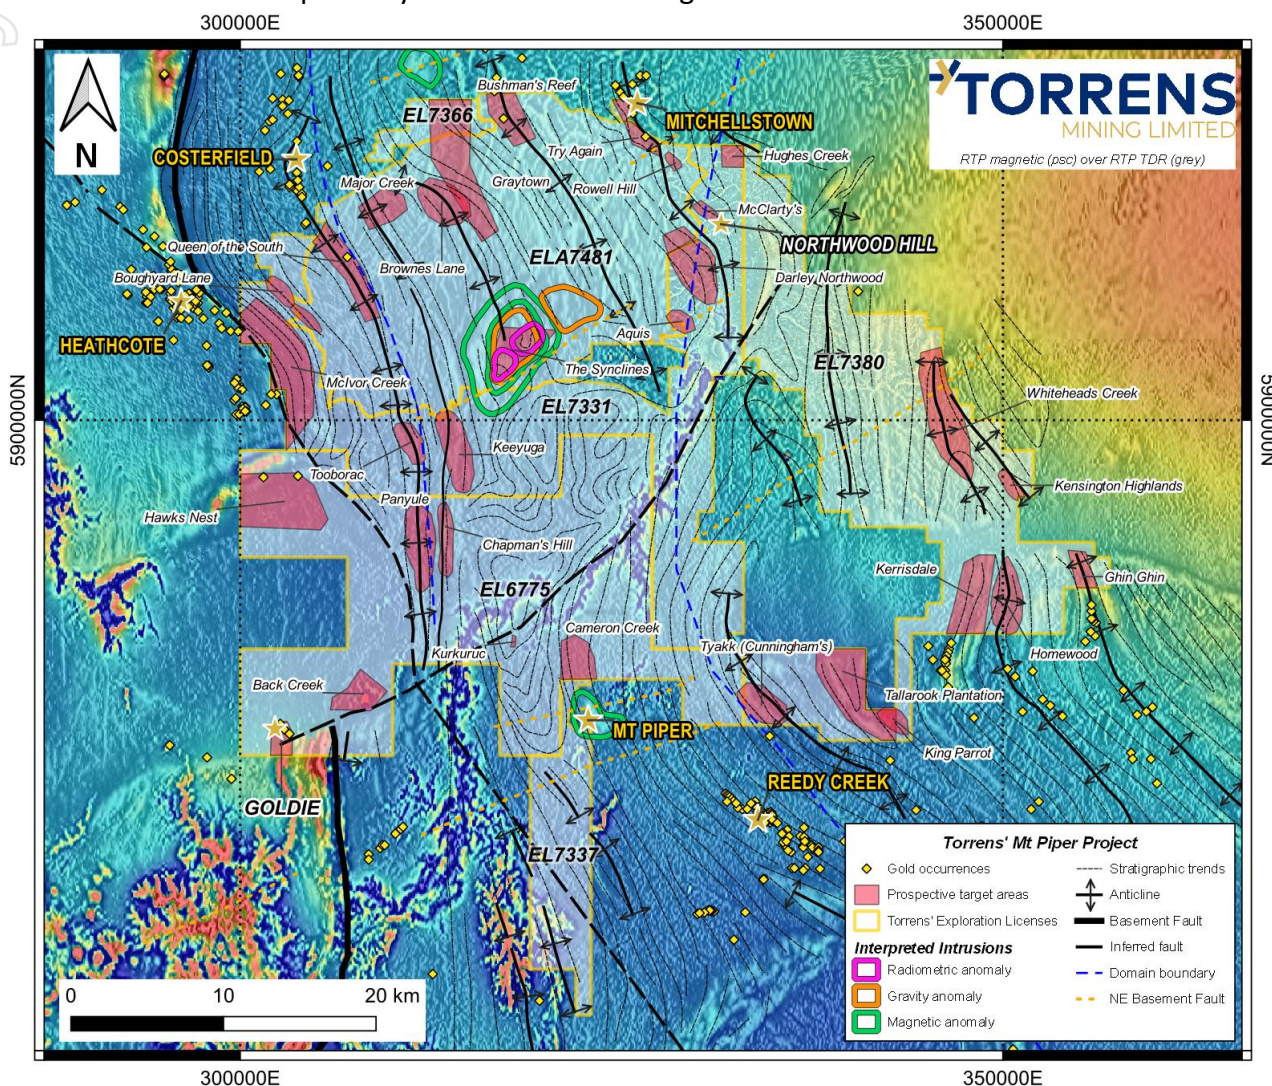 300000E
350000E
N
TORRENS
MINING LIMITED
RTP magnetic (psc) over RTP TDR (grey)
Bushman's Reef
EL7366
MITCHELLSTOWN
COSTERFIELD
Try Again
Hughes Creek
Major Creek
Graytown
Rowell Hill
McClarty's
Queen of the South
NORTHWOOD HILL
ELA7481
Brownes Lane
Boughyard Lane
Darley Northwood
HEATHCOTE
Aquis
EL7380
The Synclines
McIvor Creek
Whiteheads Creek
EL7331
5900000N
5900000N
Keeyuga
Tooborac
Kensington Highlands
Panyule
Hawks Nest
Chapman's Hill
Kerrisdale
Ghin Ghin
EL6775
Cameron Creek
Tyakk (Cunningham's)
Kurkuruc
Homewood
Back Creek
Tallarook Plantation
MT PIPER
King Parrot
REEDY CREEK
GOLDIE
EL7337
Torrens' Mt Piper Project
Gold occurrences
Prospective target areas
Torrens' Exploration Licenses
Interpreted Intrusions
Radiometric anomaly
Gravity anomaly
Magnetic anomaly
Stratigraphic trends
Anticline
Basement Fault
Inferred fault
Domain boundary
NE Basement Fault
0 10 20 km
300000E
350000E